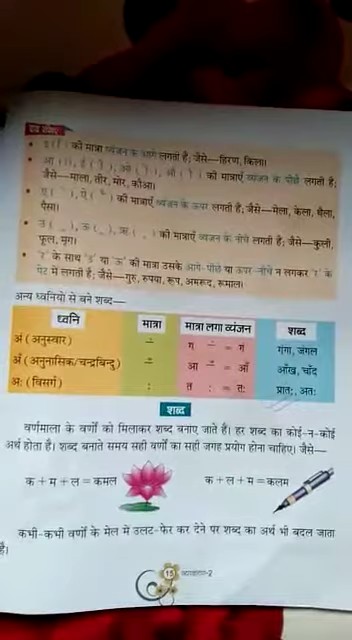 • इ ( ि ) की मात्रा व्यंजन के आगे लगती है; जैसे—हिरण, किला।
• आ ( ा ), ई ( ी ), ओ ( ो ), औ ( ौ ) की मात्राएँ व्यंजन के पीछे लगती हैं;
जैसे—माला, तीर, मोर, कौआ।
• ए ( े ), ऐ ( ै ) की मात्राएँ व्यंजन के ऊपर लगती हैं; जैसे—मेला, केला, थैला,
पैसा।
• उ ( ु ), ऊ ( ू ), ऋ ( ृ ) की मात्राएँ व्यंजन के नीचे लगती हैं; जैसे—कुली,
फूल, मृग।
• 'र' के साथ 'उ' या 'ऊ' की मात्रा उसके आगे-पीछे या ऊपर-नीचे न लगकर 'र' के
पेट में लगती है; जैसे—गुरु, रुपया, रूप, अमरूद, रूमाल।
अन्य ध्वनियों से बने शब्द—
ध्वनि मात्रा मात्रा लगा व्यंजन शब्द
अं (अनुस्वार) ं ग ं = गं गंगा, जंगल
अँ (अनुनासिक/चन्द्रबिन्दु) ँ आ ँ = आँ आँख, चाँद
अः (विसर्ग) : त : = तः प्रातः, अतः
शब्द
वर्णमाला के वर्णों को मिलाकर शब्द बनाए जाते हैं। हर शब्द का कोई-न-कोई
अर्थ होता है। शब्द बनाते समय सही वर्णों का सही जगह प्रयोग होना चाहिए। जैसे—
क + म + ल = कमल क + ल + म = कलम
कभी-कभी वर्णों के मेल में उलट-फेर कर देने पर शब्द का अर्थ भी बदल जाता
है।
15 व्याकरण-2